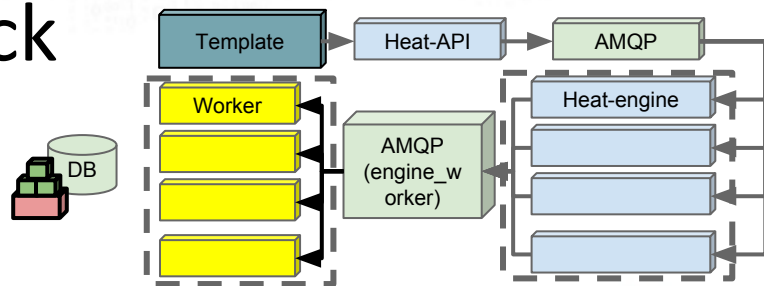 ck
Template
Heat-API
AMQP
Worker
Heat-engine
AMQP
(engine_w
orker)
DB